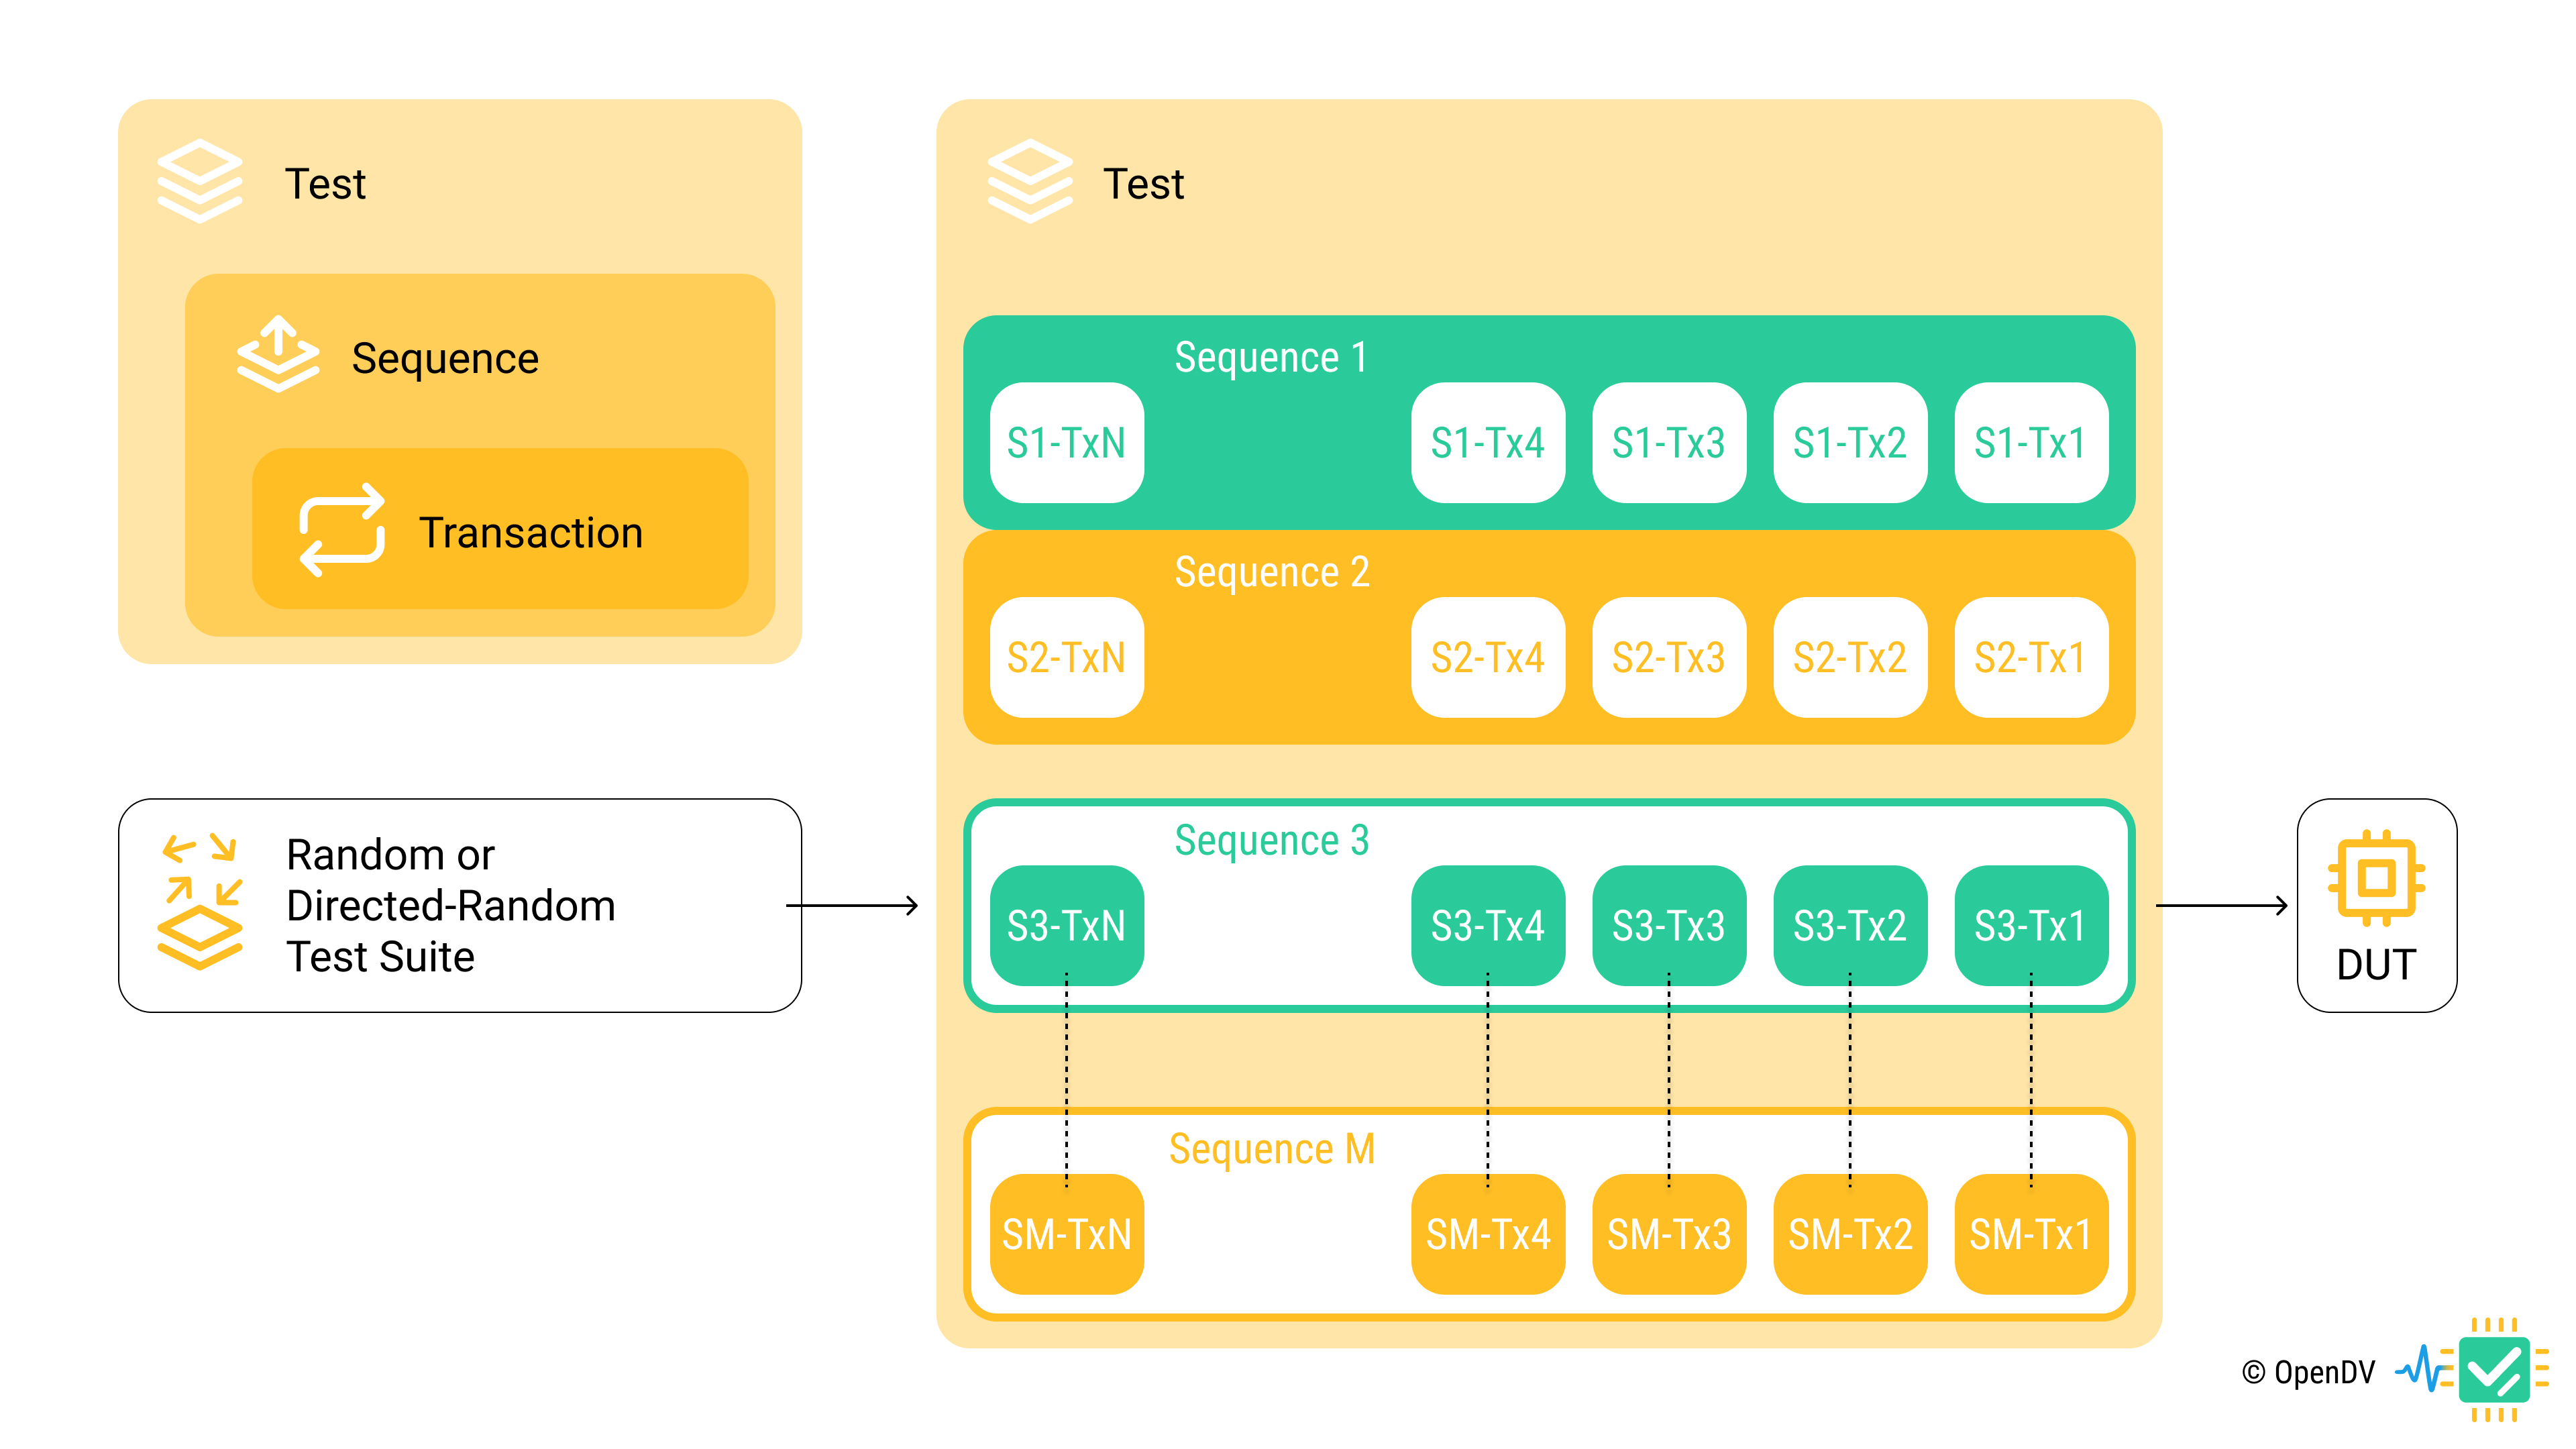 Test
Sequence
Transaction
Random or
Directed-Random
Test Suite
Test
Sequence 1
S1-TxN S1-Tx4 S1-Tx3 S1-Tx2 S1-Tx1
Sequence 2
S2-TxN S2-Tx4 S2-Tx3 S2-Tx2 S2-Tx1
Sequence 3
S3-TxN S3-Tx4 S3-Tx3 S3-Tx2 S3-Tx1
Sequence M
SM-TxN SM-Tx4 SM-Tx3 SM-Tx2 SM-Tx1
DUT
© OpenDV